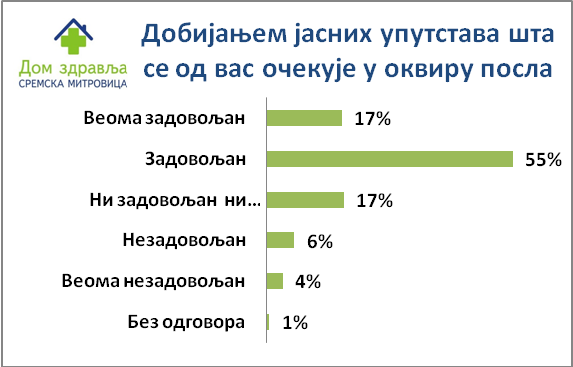 Дом здравља
СРЕМСКА МИТРОВИЦА
Добијањем јасних упутстава шта
се од вас очекује у оквиру посла
Веома задовољан 17%
Задовољан 55%
Ни задовољан ни... 17%
Незадовољан 6%
Веома незадовољан 4%
Без одговора 1%